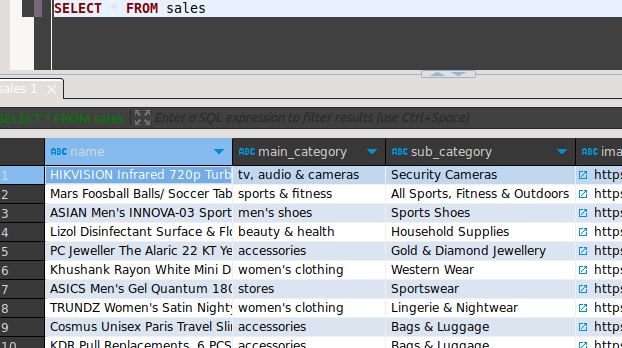 SELECT * FROM sales
sales 1
SELECT * FROM sales Enter a SQL expression to filter results (use Ctrl+Space)
ABC name ABC main_category ABC sub_category ABC ima
1 HIKVISION Infrared 720p Turb tv, audio & cameras Security Cameras https
2 Mars Foosball Balls/ Soccer Tab sports & fitness All Sports, Fitness & Outdoors https
3 ASIAN Men's INNOVA-03 Sport men's shoes Sports Shoes https
4 Lizol Disinfectant Surface & Flo beauty & health Household Supplies https
5 PC Jeweller The Alaric 22 KT Ye accessories Gold & Diamond Jewellery https
6 Khushank Rayon White Mini D women's clothing Western Wear https
7 ASICS Men's Gel Quantum 180 stores Sportswear https
8 TRUNDZ Women's Satin Nighty women's clothing Lingerie & Nightwear https
9 Cosmus Unisex Paris Travel Slin accessories Bags & Luggage https
10 KDR Pull Replacements, 6 PCS accessories Bags & Luggage https